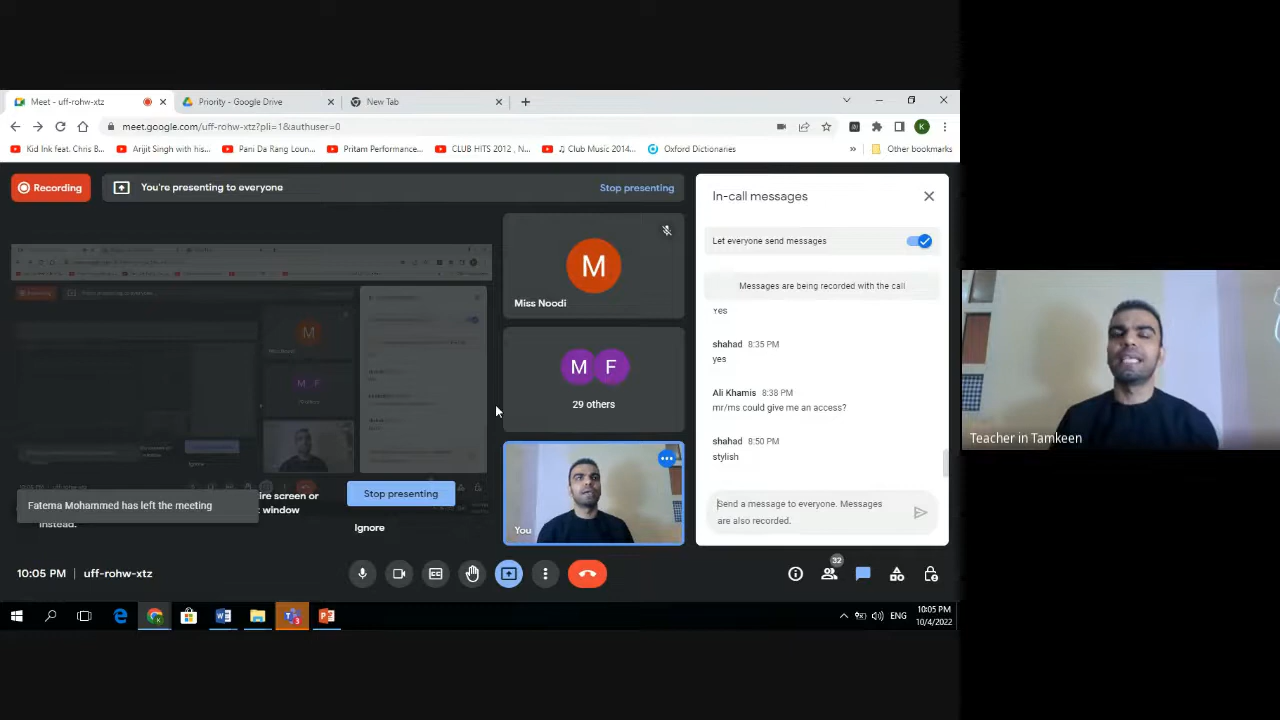 Meet - uff-rohw-xtz
Priority - Google Drive
New Tab
meet.google.com/uff-rohw-xtz?pli=1&authuser=0
Kid Ink feat. Chris B...
Arijit Singh with his...
Pani Da Rang Loun...
Pritam Performance...
CLUB HITS 2012 , N...
♫ Club Music 2014...
Oxford Dictionaries
»
Other bookmarks
K
Recording
You're presenting to everyone
Stop presenting
M
Miss Noodi
M F
29 others
You
In-call messages
Let everyone send messages
Messages are being recorded with the call
Yes
shahad 8:35 PM
yes
Ali Khamis 8:38 PM
mr/ms could give me an access?
shahad 8:50 PM
stylish
Send a message to everyone. Messages
are also recorded.
ire screen or
t window
instead.
Fatema Mohammed has left the meeting
Stop presenting
Ignore
10:05 PM | uff-rohw-xtz
32
ENG
10:05 PM
10/4/2022
Teacher in Tamkeen